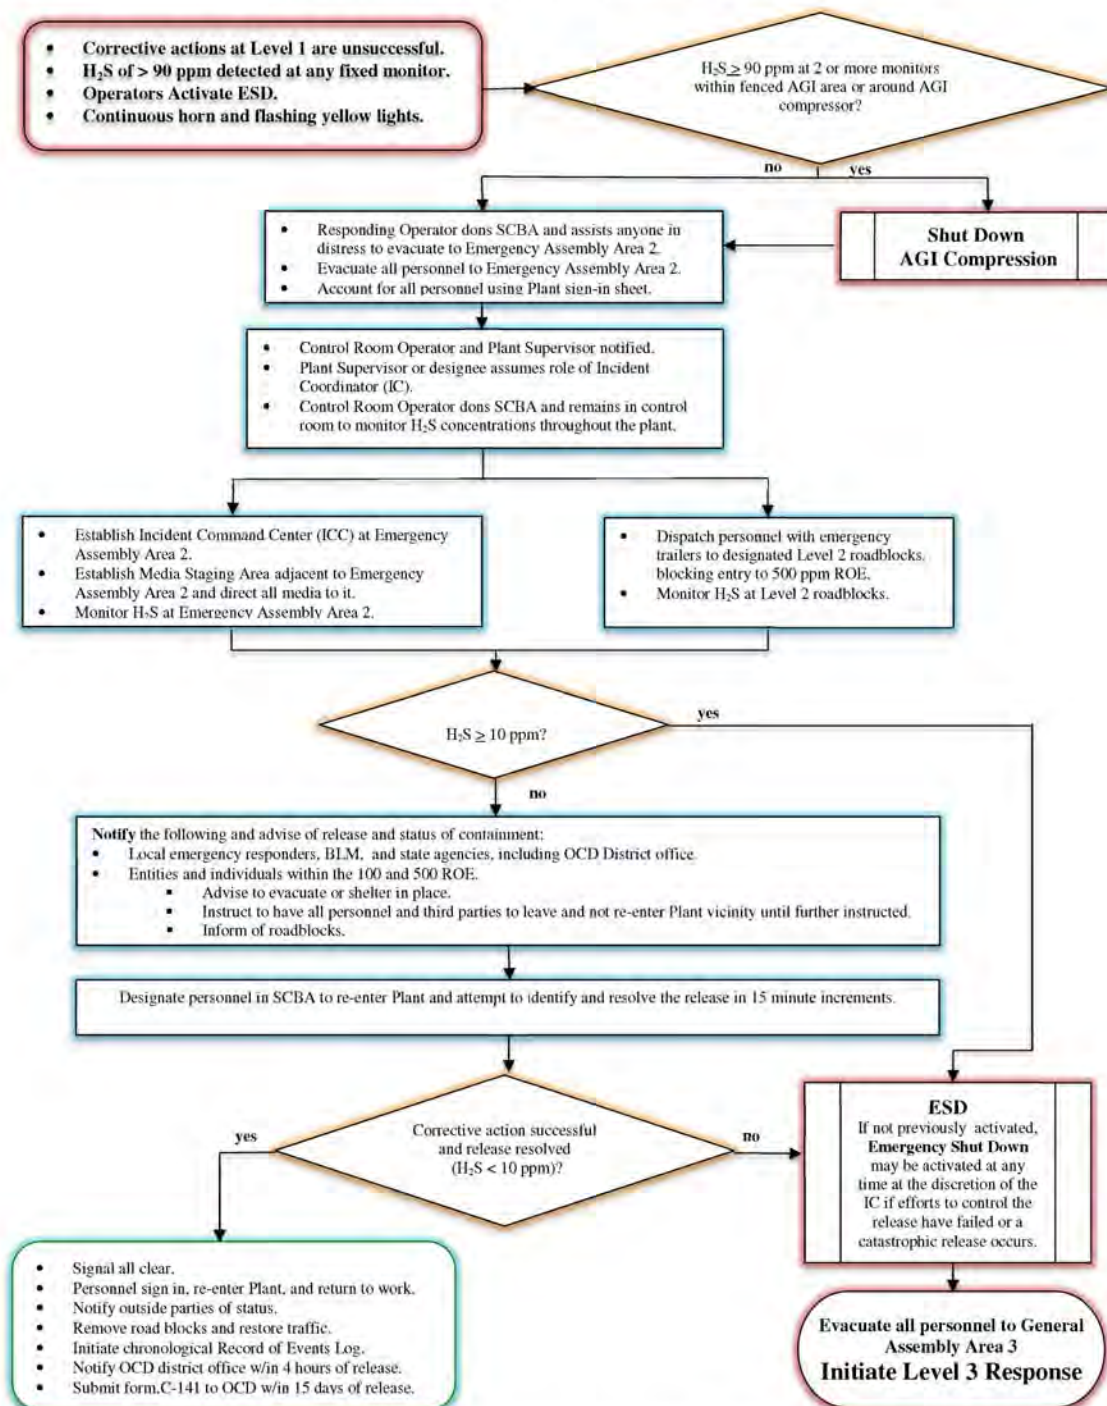 • Corrective actions at Level 1 are unsuccessful.
• H₂S of > 90 ppm detected at any fixed monitor.
• Operators Activate ESD.
• Continuous horn and flashing yellow lights.
H₂S ≥ 90 ppm at 2 or more monitors
within fenced AGI area or around AGI
compressor?
no
yes
• Responding Operator dons SCBA and assists anyone in
distress to evacuate to Emergency Assembly Area 2.
• Evacuate all personnel to Emergency Assembly Area 2.
• Account for all personnel using Plant sign-in sheet.
Shut Down
AGI Compression
• Control Room Operator and Plant Supervisor notified.
• Plant Supervisor or designee assumes role of Incident
Coordinator (IC).
• Control Room Operator dons SCBA and remains in control
room to monitor H₂S concentrations throughout the plant.
• Establish Incident Command Center (ICC) at Emergency
Assembly Area 2.
• Establish Media Staging Area adjacent to Emergency
Assembly Area 2 and direct all media to it.
• Monitor H₂S at Emergency Assembly Area 2.
• Dispatch personnel with emergency
trailers to designated Level 2 roadblocks,
blocking entry to 500 ppm ROE.
• Monitor H₂S at Level 2 roadblocks.
H₂S ≥ 10 ppm?
yes
no
Notify the following and advise of release and status of containment:
• Local emergency responders, BLM, and state agencies, including OCD District office.
• Entities and individuals within the 100 and 500 ROE.
▪ Advise to evacuate or shelter in place.
▪ Instruct to have all personnel and third parties to leave and not re-enter Plant vicinity until further instructed.
▪ Inform of roadblocks.
Designate personnel in SCBA to re-enter Plant and attempt to identify and resolve the release in 15 minute increments.
Corrective action successful
and release resolved
(H₂S < 10 ppm)?
yes
no
ESD
If not previously activated,
Emergency Shut Down
may be activated at any
time at the discretion of the
IC if efforts to control the
release have failed or a
catastrophic release occurs.
• Signal all clear.
• Personnel sign in, re-enter Plant, and return to work.
• Notify outside parties of status.
• Remove road blocks and restore traffic.
• Initiate chronological Record of Events Log.
• Notify OCD district office w/in 4 hours of release.
• Submit form.C-141 to OCD w/in 15 days of release.
Evacuate all personnel to General
Assembly Area 3
Initiate Level 3 Response